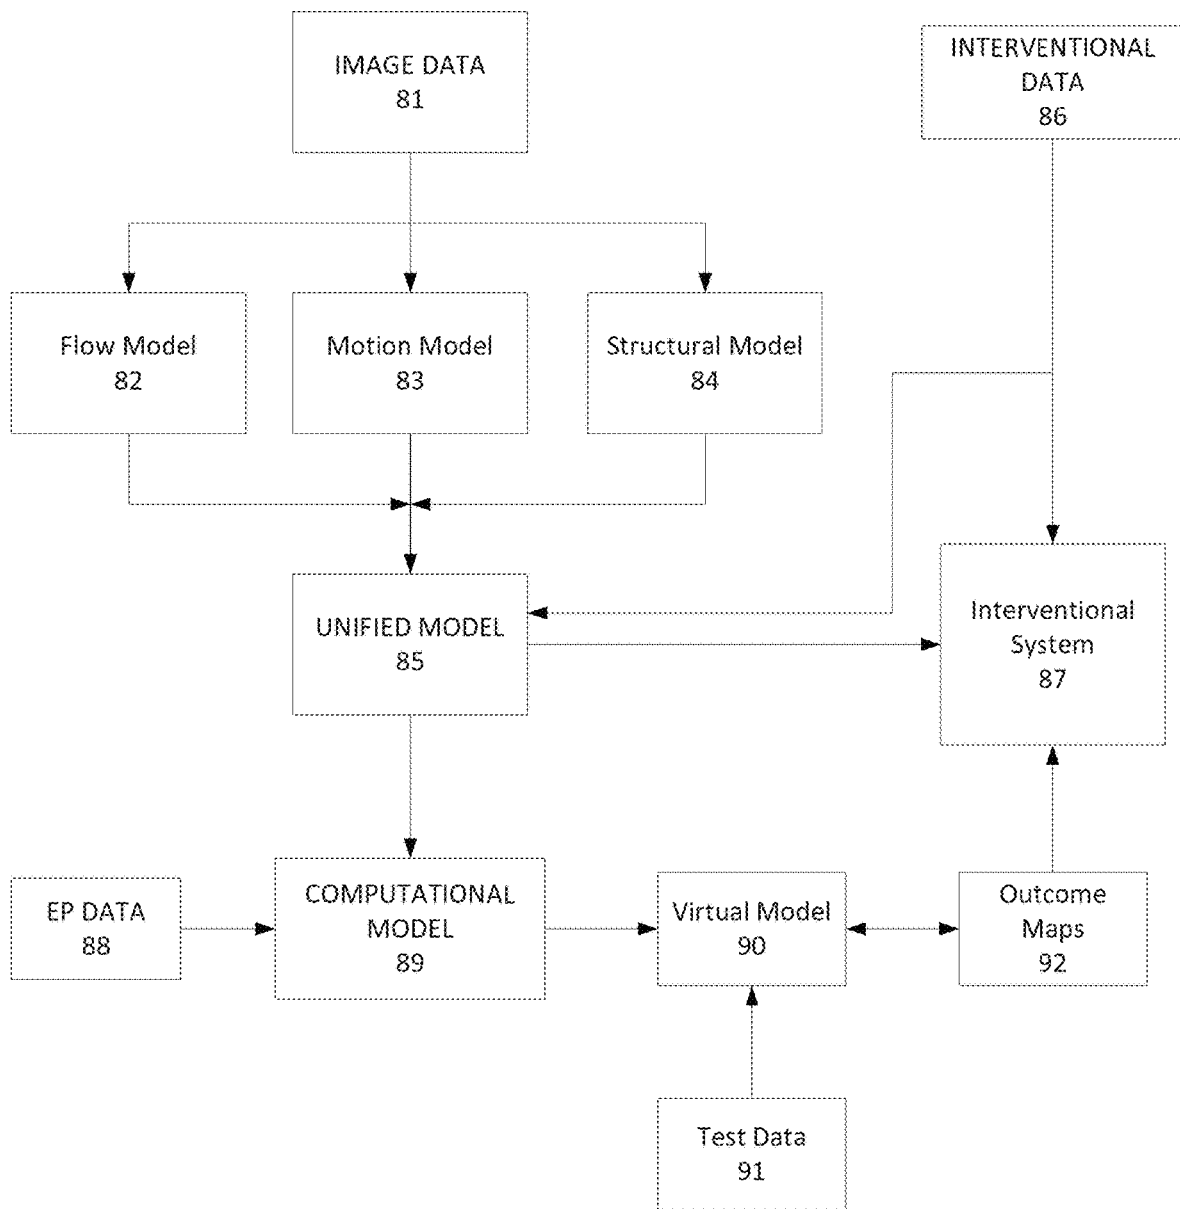 IMAGE DATA
81
INTERVENTIONAL
DATA
86
Flow Model
82
Motion Model
83
Structural Model
84
UNIFIED MODEL
85
Interventional
System
87
EP DATA
88
COMPUTATIONAL
MODEL
89
Virtual Model
90
Outcome
Maps
92
Test Data
91